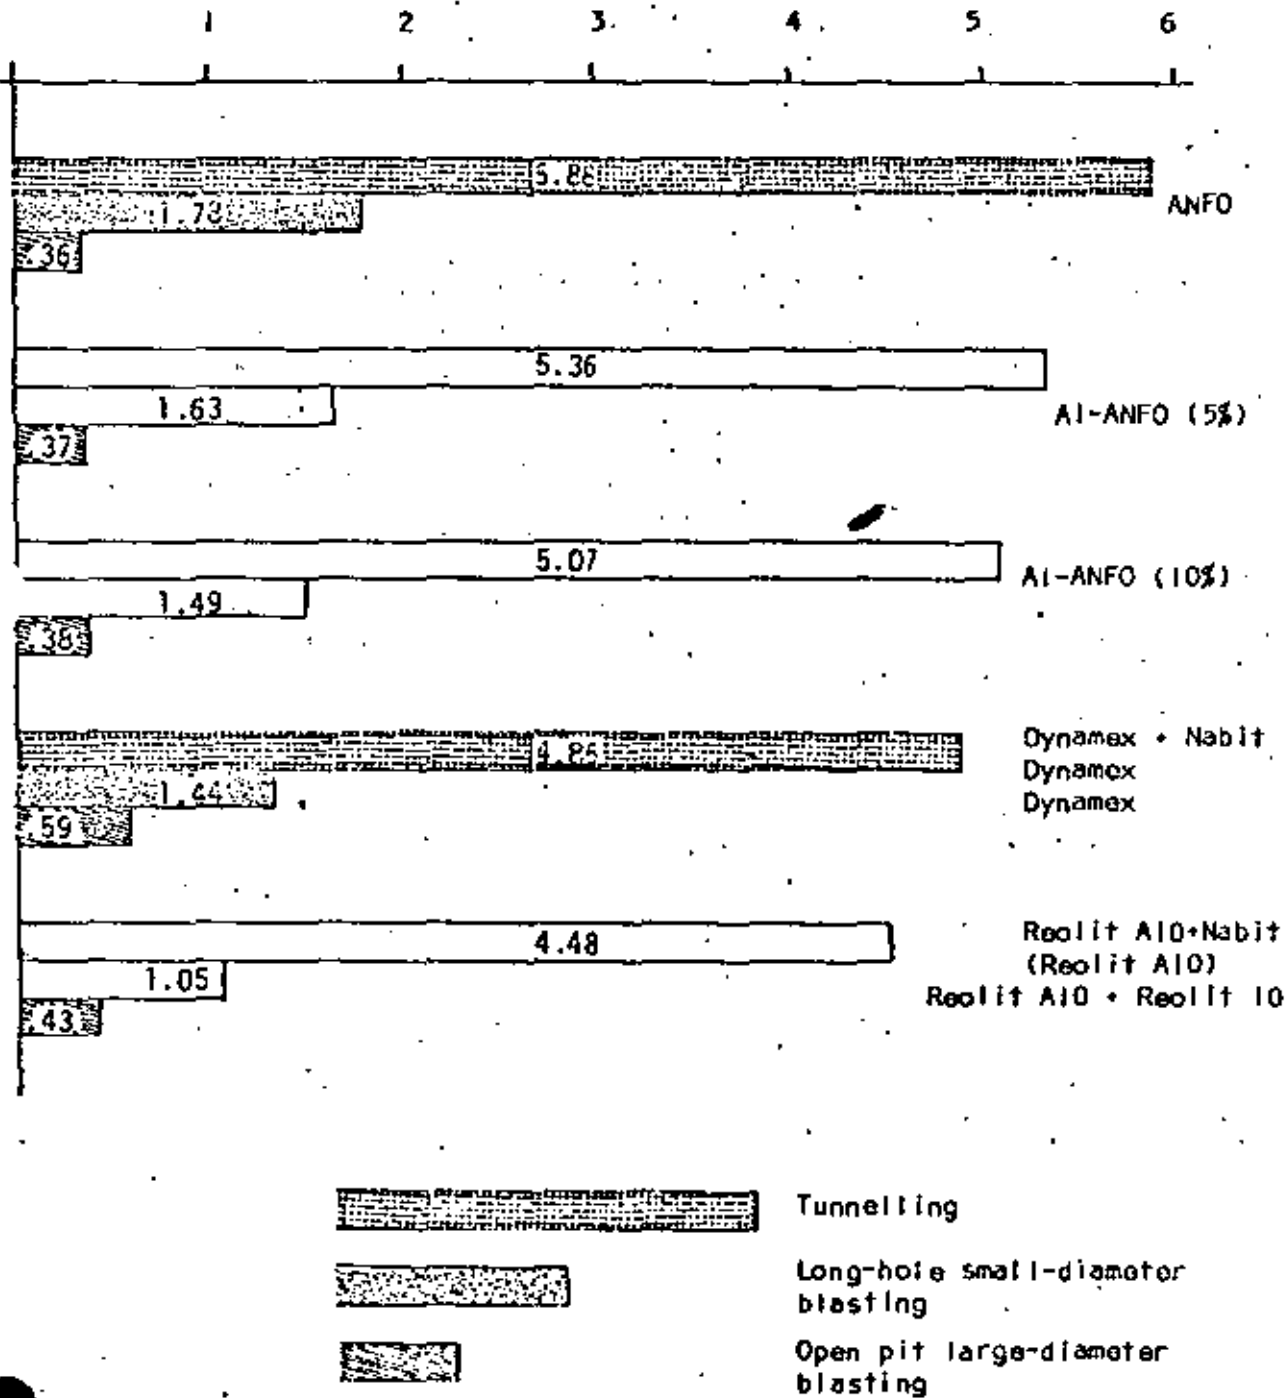 1 2 3 4 5 6
5.86
1.78
ANFO
.36
5.36
1.63
Al-ANFO (5%)
.37
5.07
Al-ANFO (10%)
1.49
.38
Dynamex + Nabit
4.86
Dynamex
1.44
Dynamex
.59
Reolit A10+Nabit
4.48
(Reolit A10)
1.05
Reolit A10 + Reolit 10
.43
Tunnelling
Long-hole small-diameter
blasting
Open pit large-diameter
blasting